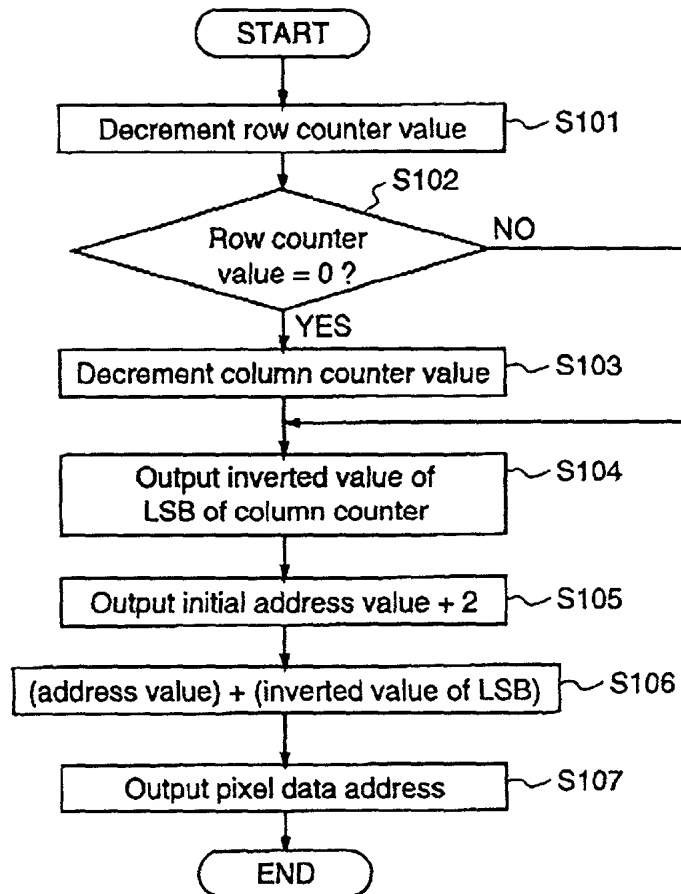 START
Decrement row counter value
S101
S102
Row counter
value = 0 ?
NO
YES
Decrement column counter value
S103
Output inverted value of
LSB of column counter
S104
Output initial address value + 2
S105
(address value) + (inverted value of LSB)
S106
Output pixel data address
S107
END